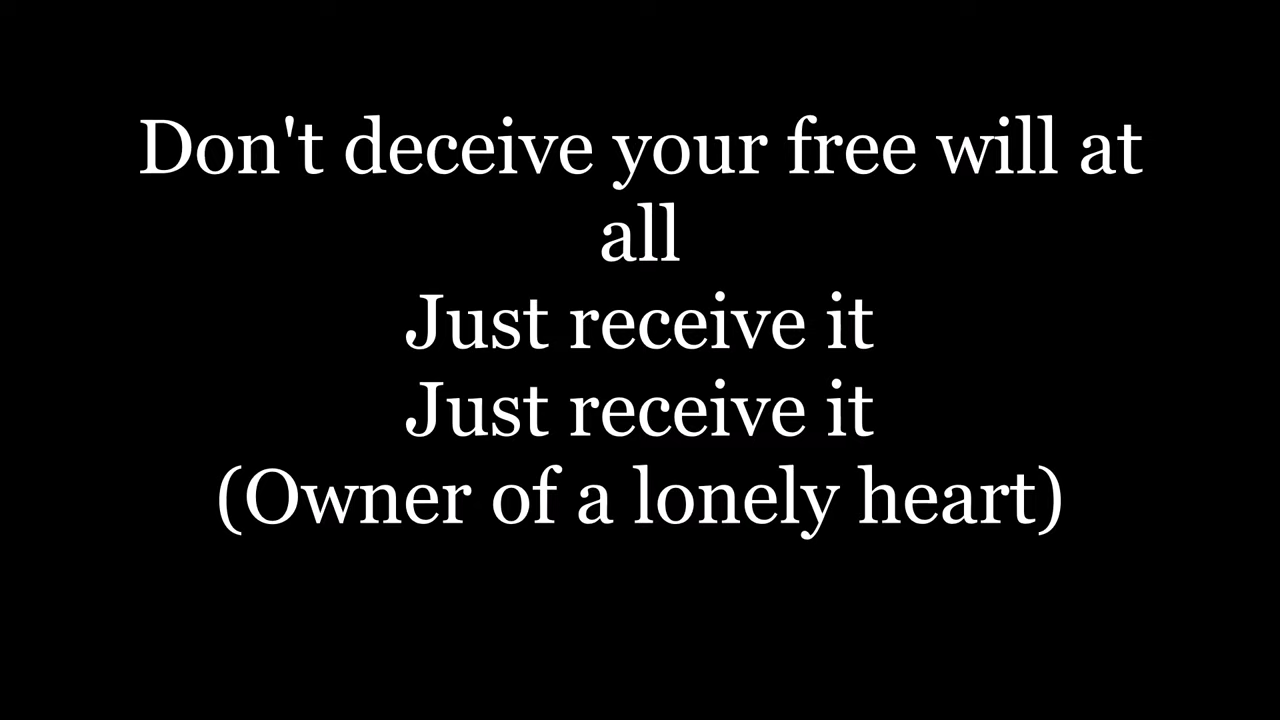 Don't deceive your free will at
all
Just receive it
Just receive it
(Owner of a lonely heart)